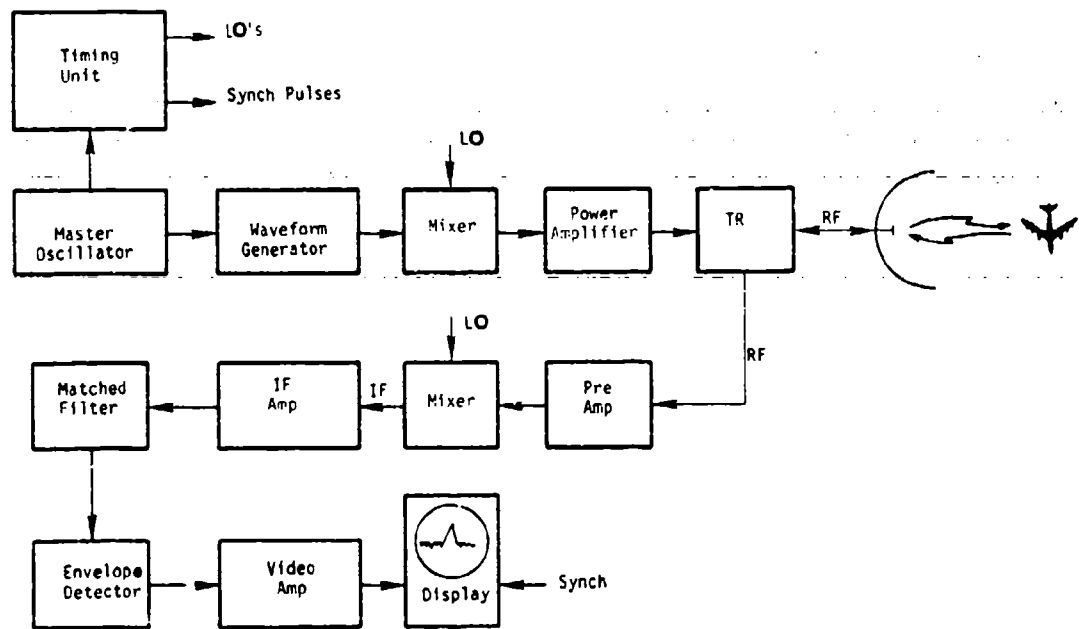 Timing
Unit
LO's
Synch Pulses
LO
Master
Oscillator
Waveform
Generator
Mixer
Power
Amplifier
TR
RF
LO
RF
Matched
Filter
IF
Amp
IF
Mixer
Pre
Amp
Envelope
Detector
Video
Amp
Display
Synch